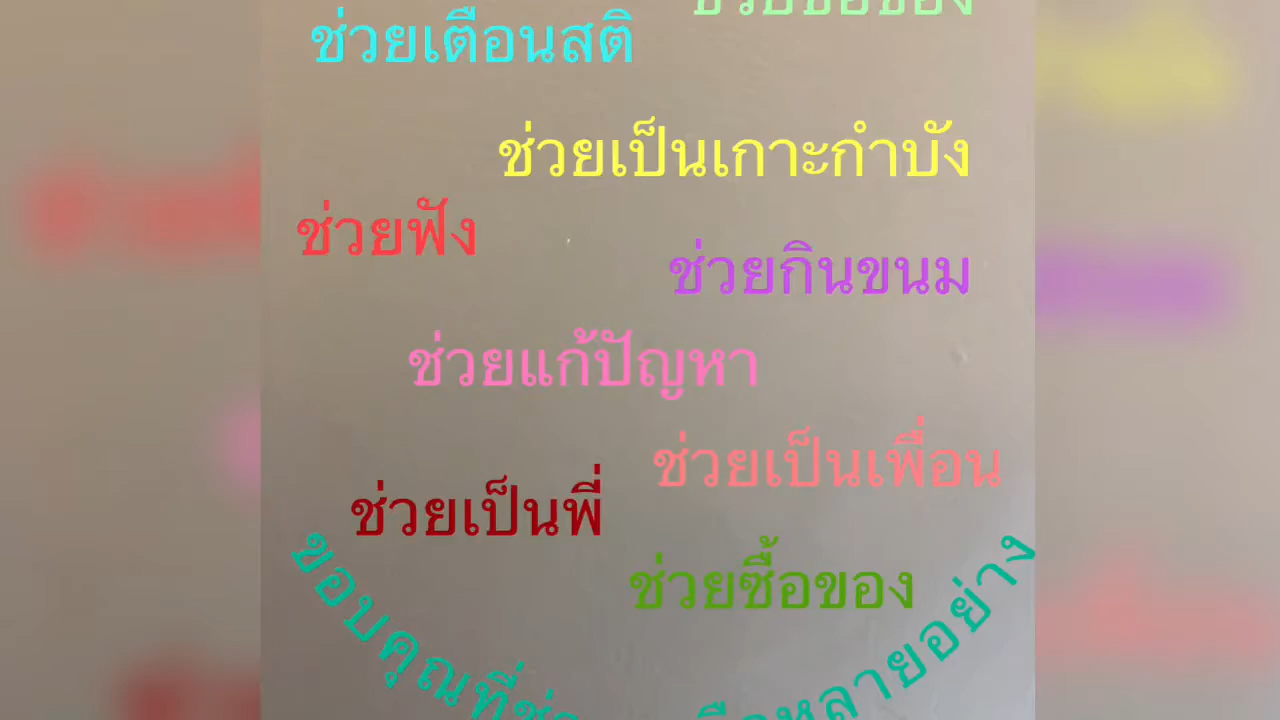 ช่วยเตือนสติ
ช่วยเป็นเกาะกำบัง
ช่วยฟัง
ช่วยกินขนม
ช่วยแก้ปัญหา
ช่วยเป็นเพื่อน
ช่วยเป็นพี่
ช่วยซื้อของ
ขอบคุณที่ หลายอย่าง